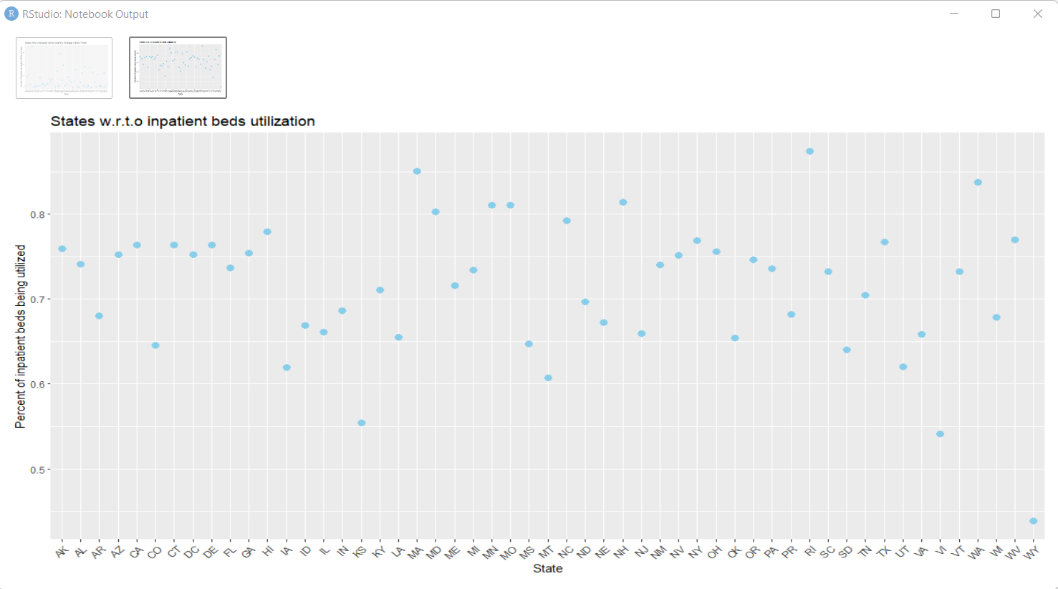 RStudio: Notebook Output
States w.r.t.o inpatient beds utilization
Percent of inpatient beds being utilized
0.8
0.7
0.6
0.5
AK AL AR AZ CA CO CT DC DE FL GA HI IA ID IL IN KS KY LA MA MD ME MI MN MO MS MT NC ND NE NH NJ NM NV NY OH OK OR PA PR RI SC SD TN TX UT VA VI VT WA WI WV WY
State